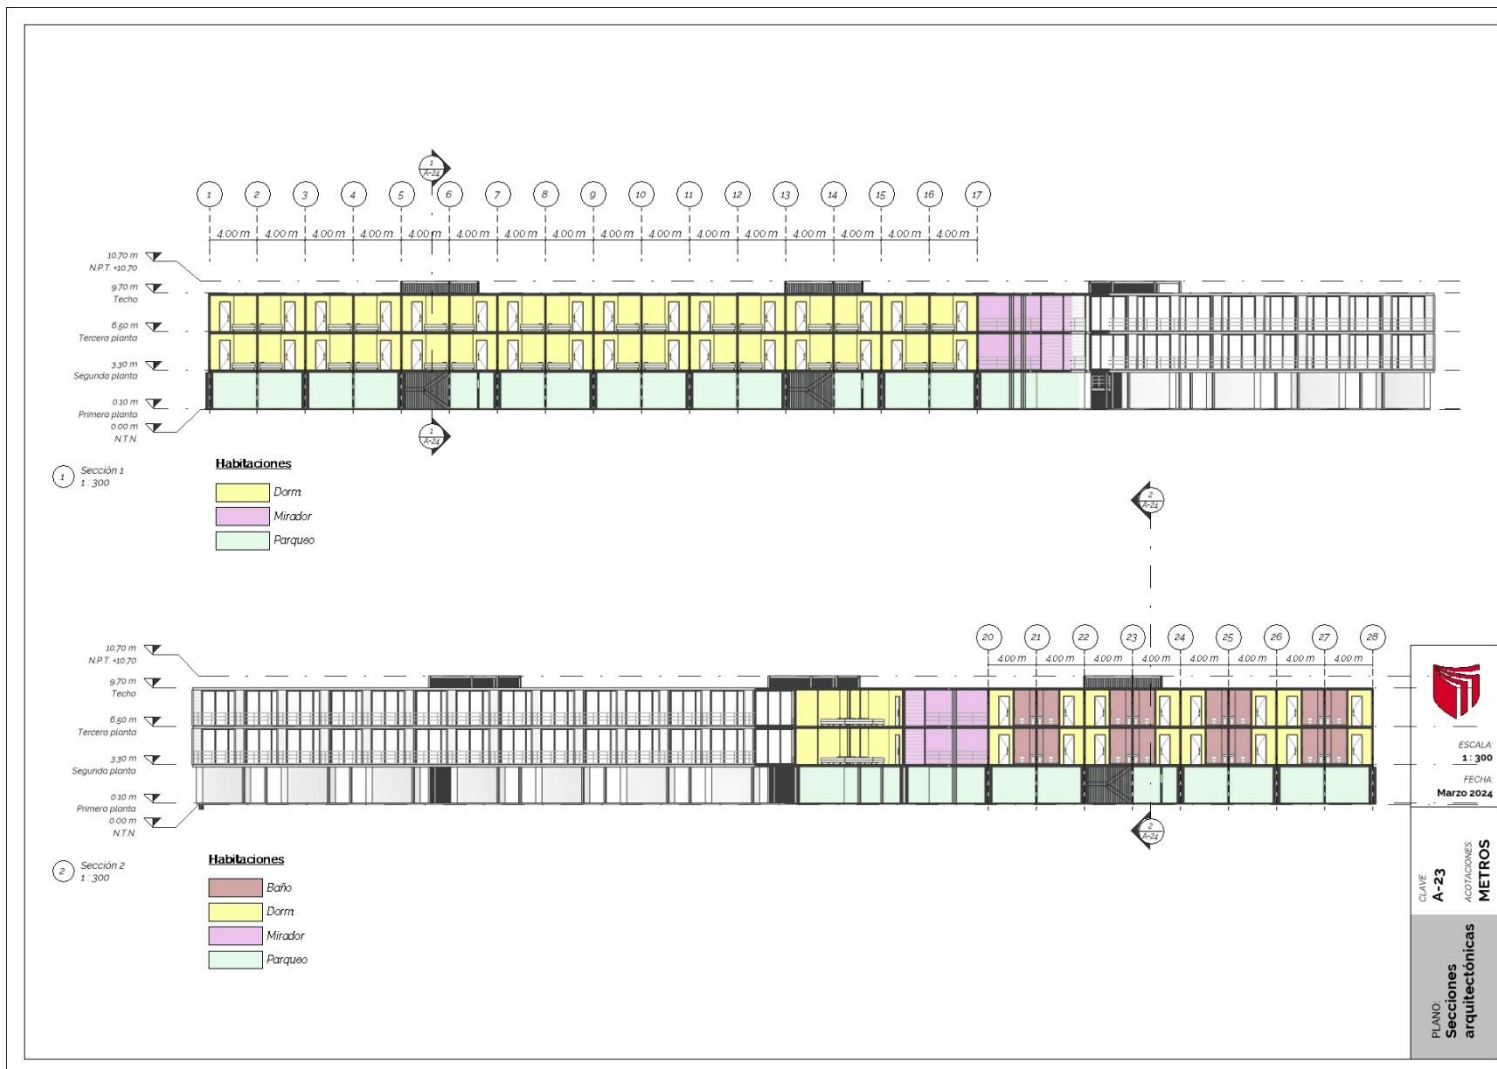 1
A-24
1 2 3 4 5 6 7 8 9 10 11 12 13 14 15 16 17
4.00 m 4.00 m 4.00 m 4.00 m 4.00 m 4.00 m 4.00 m 4.00 m 4.00 m 4.00 m 4.00 m 4.00 m 4.00 m 4.00 m 4.00 m 4.00 m
10.70 m
N.P.T. +10.70
9.70 m
Techo
6.50 m
Tercera planta
3.30 m
Segunda planta
0.10 m
Primera planta
0.00 m
N.T.N.
1
A-24
1 Sección 1
1 : 300
Habitaciones
Dorm.
Mirador
Parqueo
2
A-24
20 21 22 23 24 25 26 27 28
4.00 m 4.00 m 4.00 m 4.00 m 4.00 m 4.00 m 4.00 m 4.00 m
10.70 m
N.P.T. +10.70
9.70 m
Techo
6.50 m
Tercera planta
3.30 m
Segunda planta
0.10 m
Primera planta
0.00 m
N.T.N.
2
A-24
2 Sección 2
1 : 300
Habitaciones
Baño
Dorm.
Mirador
Parqueo
ESCALA:
1 : 300
FECHA:
Marzo 2024
CLAVE
A-23
ACOTACIONES:
METROS
PLANO:
Secciones
arquitectónicas